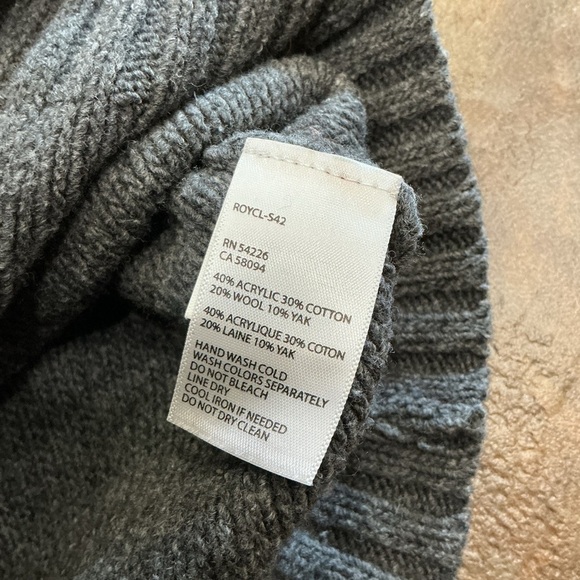 ROYCL-S42
RN 54226
CA 58094
40% ACRYLIC 30% COTTON
20% WOOL 10% YAK
40% ACRYLIQUE 30% COTON
20% LAINE 10% YAK
HAND WASH COLD
WASH COLORS SEPARATELY
DO NOT BLEACH
LINE DRY
COOL IRON IF NEEDED
DO NOT DRY CLEAN